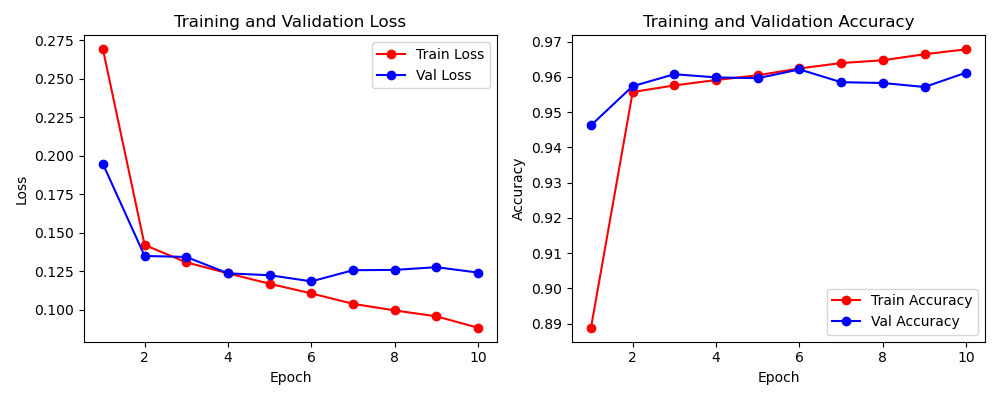 Training and Validation Loss
0.275
0.250
0.225
0.200
0.175
0.150
0.125
0.100
Loss
2
4
6
8
10
Epoch
Train Loss
Val Loss
Training and Validation Accuracy
0.97
0.96
0.95
0.94
0.93
0.92
0.91
0.90
0.89
Accuracy
2
4
6
8
10
Epoch
Train Accuracy
Val Accuracy